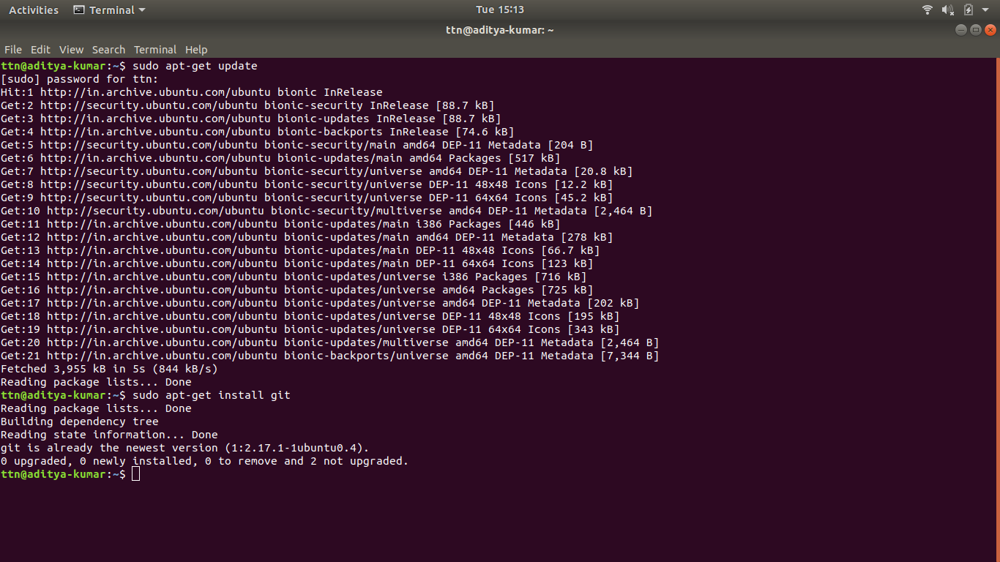 Activities Terminal Tue 15:13
ttn@aditya-kumar: ~
File Edit View Search Terminal Help
ttn@aditya-kumar:~$ sudo apt-get update
[sudo] password for ttn:
Hit:1 http://in.archive.ubuntu.com/ubuntu bionic InRelease
Get:2 http://security.ubuntu.com/ubuntu bionic-security InRelease [88.7 kB]
Get:3 http://in.archive.ubuntu.com/ubuntu bionic-updates InRelease [88.7 kB]
Get:4 http://in.archive.ubuntu.com/ubuntu bionic-backports InRelease [74.6 kB]
Get:5 http://security.ubuntu.com/ubuntu bionic-security/main amd64 DEP-11 Metadata [204 B]
Get:6 http://in.archive.ubuntu.com/ubuntu bionic-updates/main amd64 Packages [517 kB]
Get:7 http://security.ubuntu.com/ubuntu bionic-security/universe amd64 DEP-11 Metadata [20.8 kB]
Get:8 http://security.ubuntu.com/ubuntu bionic-security/universe DEP-11 48x48 Icons [12.2 kB]
Get:9 http://security.ubuntu.com/ubuntu bionic-security/universe DEP-11 64x64 Icons [45.2 kB]
Get:10 http://security.ubuntu.com/ubuntu bionic-security/multiverse amd64 DEP-11 Metadata [2,464 B]
Get:11 http://in.archive.ubuntu.com/ubuntu bionic-updates/main i386 Packages [446 kB]
Get:12 http://in.archive.ubuntu.com/ubuntu bionic-updates/main amd64 DEP-11 Metadata [278 kB]
Get:13 http://in.archive.ubuntu.com/ubuntu bionic-updates/main DEP-11 48x48 Icons [66.7 kB]
Get:14 http://in.archive.ubuntu.com/ubuntu bionic-updates/main DEP-11 64x64 Icons [123 kB]
Get:15 http://in.archive.ubuntu.com/ubuntu bionic-updates/universe i386 Packages [716 kB]
Get:16 http://in.archive.ubuntu.com/ubuntu bionic-updates/universe amd64 Packages [725 kB]
Get:17 http://in.archive.ubuntu.com/ubuntu bionic-updates/universe amd64 DEP-11 Metadata [202 kB]
Get:18 http://in.archive.ubuntu.com/ubuntu bionic-updates/universe DEP-11 48x48 Icons [195 kB]
Get:19 http://in.archive.ubuntu.com/ubuntu bionic-updates/universe DEP-11 64x64 Icons [343 kB]
Get:20 http://in.archive.ubuntu.com/ubuntu bionic-updates/multiverse amd64 DEP-11 Metadata [2,464 B]
Get:21 http://in.archive.ubuntu.com/ubuntu bionic-backports/universe amd64 DEP-11 Metadata [7,344 B]
Fetched 3,955 kB in 5s (844 kB/s)
Reading package lists... Done
ttn@aditya-kumar:~$ sudo apt-get install git
Reading package lists... Done
Building dependency tree
Reading state information... Done
git is already the newest version (1:2.17.1-1ubuntu0.4).
0 upgraded, 0 newly installed, 0 to remove and 2 not upgraded.
ttn@aditya-kumar:~$